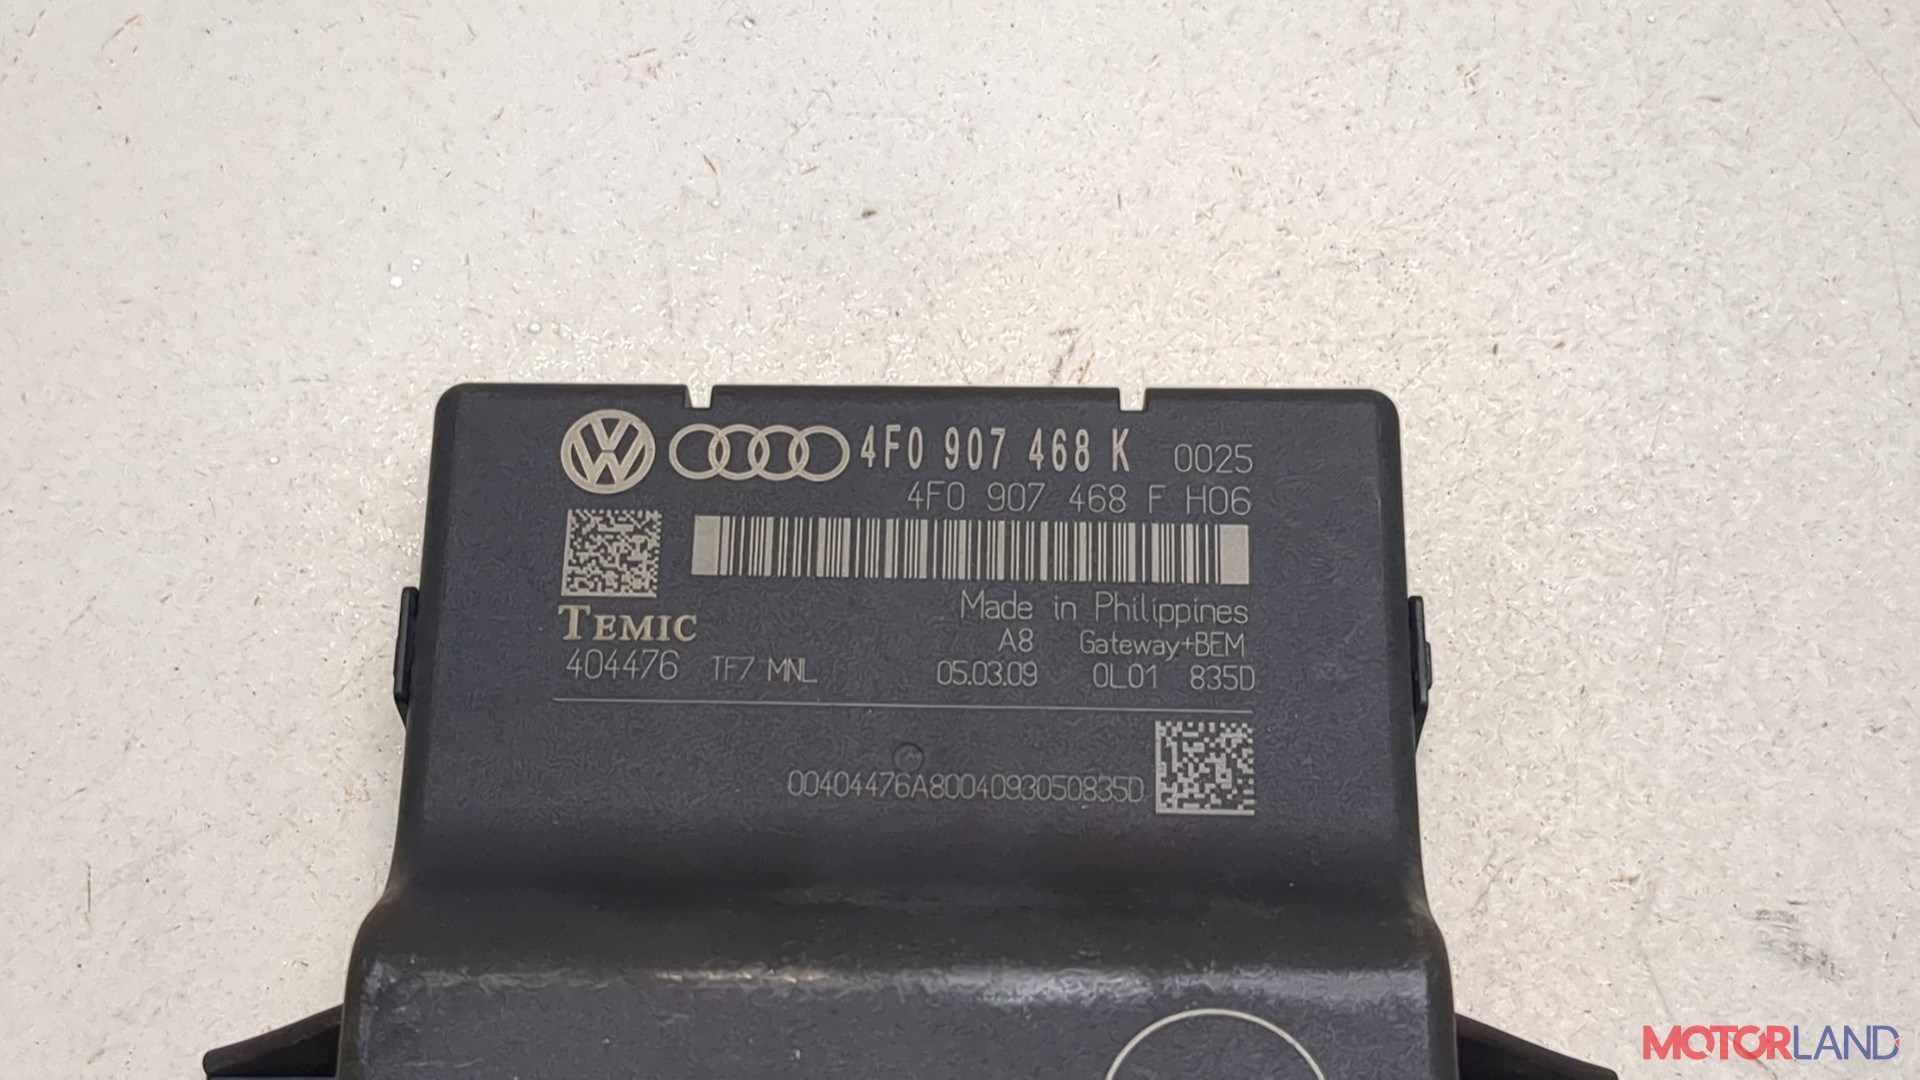 4F0 907 468 K 0025
4F0 907 468 F H06
TEMIC
Made in Philippines
A8 Gateway+BEM
404476 TF7 MNL 05.03.09 0L01 835D
00404476A8004093050835D
MOTORLAND